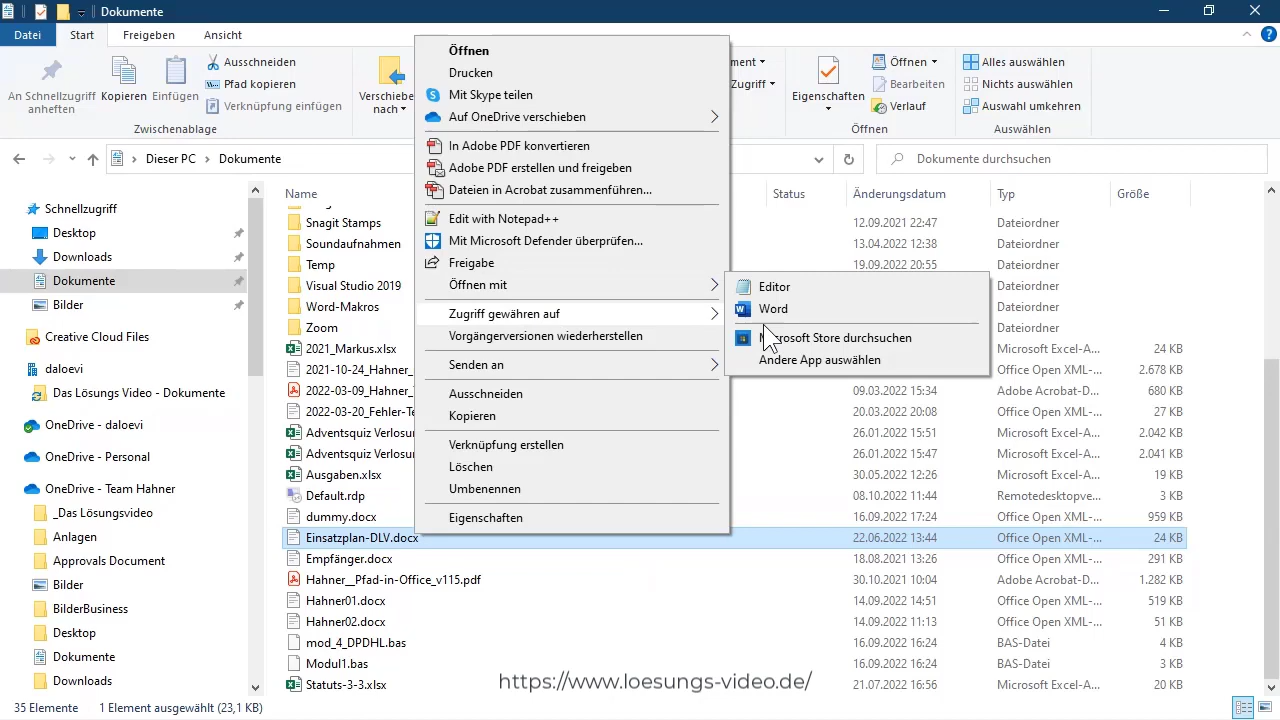 Dokumente
Datei Start Freigeben Ansicht
An Schnellzugriff anheften
Kopieren
Einfügen
Ausschneiden
Pfad kopieren
Verknüpfung einfügen
Zwischenablage
Verschiebe nach
ment
Zugriff
Eigenschaften
Öffnen
Bearbeiten
Verlauf
Öffnen
Alles auswählen
Nichts auswählen
Auswahl umkehren
Auswählen
Dieser PC > Dokumente
Dokumente durchsuchen
Schnellzugriff
Desktop
Downloads
Dokumente
Bilder
Creative Cloud Files
daloevi
Das Lösungs Video - Dokumente
OneDrive - daloevi
OneDrive - Personal
OneDrive - Team Hahner
_Das Lösungsvideo
Anlagen
Approvals Document
Bilder
BilderBusiness
Desktop
Dokumente
Downloads
Öffnen
Drucken
Mit Skype teilen
Auf OneDrive verschieben
In Adobe PDF konvertieren
Adobe PDF erstellen und freigeben
Dateien in Acrobat zusammenführen...
Edit with Notepad++
Mit Microsoft Defender überprüfen...
Freigabe
Öffnen mit
Zugriff gewähren auf
Vorgängerversionen wiederherstellen
Senden an
Ausschneiden
Kopieren
Verknüpfung erstellen
Löschen
Umbenennen
Eigenschaften
Editor
Word
rosoft Store durchsuchen
Andere App auswählen
Name Status Änderungsdatum Typ Größe
Snagit Stamps 12.09.2021 22:47 Dateiordner
Soundaufnahmen 13.04.2022 12:38 Dateiordner
Temp 19.09.2022 20:55 Dateiordner
Visual Studio 2019 Dateiordner
Word-Makros Dateiordner
Zoom Dateiordner
2021_Markus.xlsx Microsoft Excel-A... 24 KB
2021-10-24_Hahner_ Open XML-... 2.678 KB
2022-03-09_Hahner_ 09.03.2022 15:34 Adobe Acrobat-D... 680 KB
2022-03-20_Fehler-Te 20.03.2022 20:08 Office Open XML-... 27 KB
Adventsquiz Verlosu 26.01.2022 15:51 Microsoft Excel-A... 2.042 KB
Adventsquiz Verlosu 26.01.2022 15:47 Microsoft Excel-A... 2.041 KB
Ausgaben.xlsx 30.05.2022 12:26 Microsoft Excel-A... 19 KB
Default.rdp 08.10.2022 11:44 Remotedesktopve... 3 KB
dummy.docx 16.09.2022 17:24 Office Open XML-... 959 KB
Einsatzplan-DLV.docx 22.06.2022 13:44 Office Open XML-... 24 KB
Empfänger.docx 18.08.2021 13:26 Office Open XML-... 291 KB
Hahner__Pfad-in-Office_v115.pdf 30.10.2021 10:04 Adobe Acrobat-D... 1.282 KB
Hahner01.docx 14.09.2022 14:51 Office Open XML-... 519 KB
Hahner02.docx 14.09.2022 11:13 Office Open XML-... 51 KB
mod_4_DPDHL.bas 16.09.2022 16:24 BAS-Datei 4 KB
Modul1.bas 16.09.2022 16:24 BAS-Datei 3 KB
Statuts-3-3.xlsx 21.07.2022 16:56 Microsoft Excel-A... 20 KB
https://www.loesungs-video.de/
35 Elemente 1 Element ausgewählt (23,1 KB)